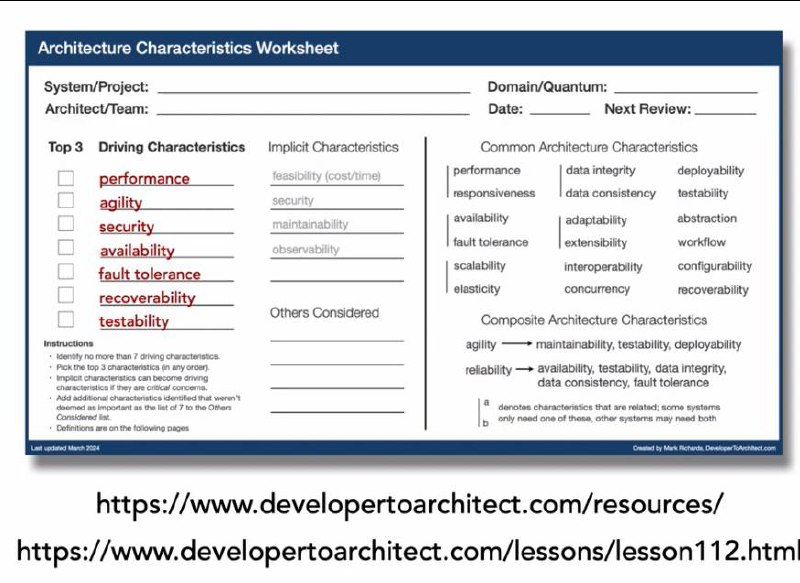 Architecture Characteristics Worksheet
System/Project:
Domain/Quantum:
Architect/Team:
Date:
Next Review:
Top 3
Driving Characteristics
performance
agility
security
availability
fault tolerance
recoverability
testability
Implicit Characteristics
feasibility (cost/time)
security
maintainability
observability
Others Considered
Instructions
· Identify no more than 7 driving characteristics.
· Pick the top 3 characteristics (in any order).
· Implicit characteristics can become driving
characteristics if they are critical concerns.
· Add additional characteristics identified that weren't
deemed as important as the list of 7 to the Others
Considered list.
· Definitions are on the following pages
Common Architecture Characteristics
performance
responsiveness
availability
fault tolerance
scalability
elasticity
data integrity
data consistency
adaptability
extensibility
interoperability
concurrency
deployability
testability
abstraction
workflow
configurability
recoverability
Composite Architecture Characteristics
agility → maintainability, testability, deployability
reliability → availability, testability, data integrity,
data consistency, fault tolerance
a
b
denotes characteristics that are related; some systems
only need one of these, other systems may need both
Last updated March 2024
Created by Mark Richards, DeveloperToArchitect.com
https://www.developertoarchitect.com/resources/
https://www.developertoarchitect.com/lessons/lesson112.html